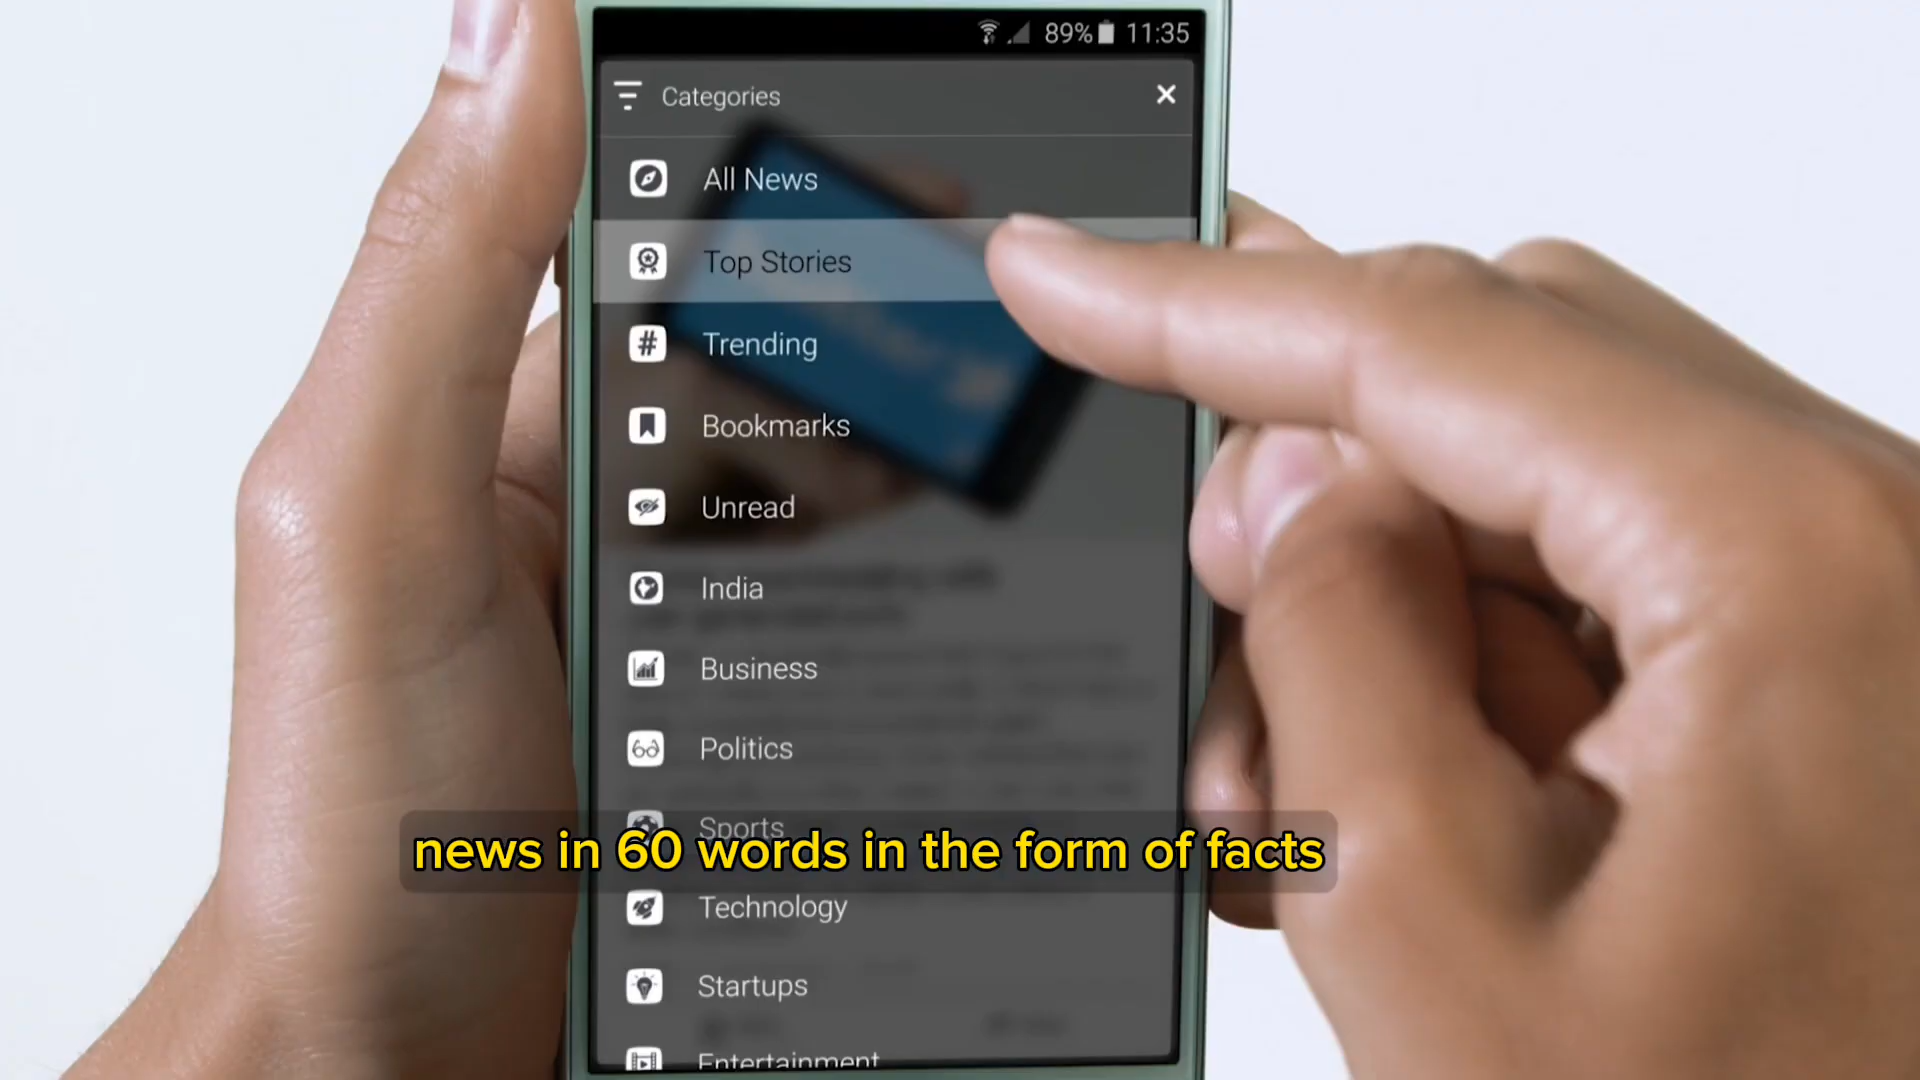 89% 11:35
Categories
All News
Top Stories
Trending
Bookmarks
Unread
India
Business
Politics
Sports
news in 60 words in the form of facts
Technology
Startups
Entertainment